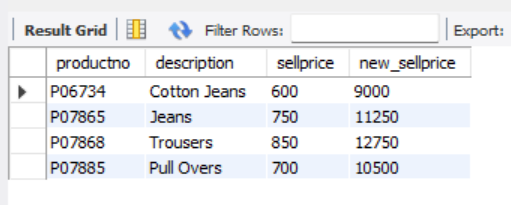 Result Grid Filter Rows: Export:
productno description sellprice new_sellprice
P06734 Cotton Jeans 600 9000
P07865 Jeans 750 11250
P07868 Trousers 850 12750
P07885 Pull Overs 700 10500